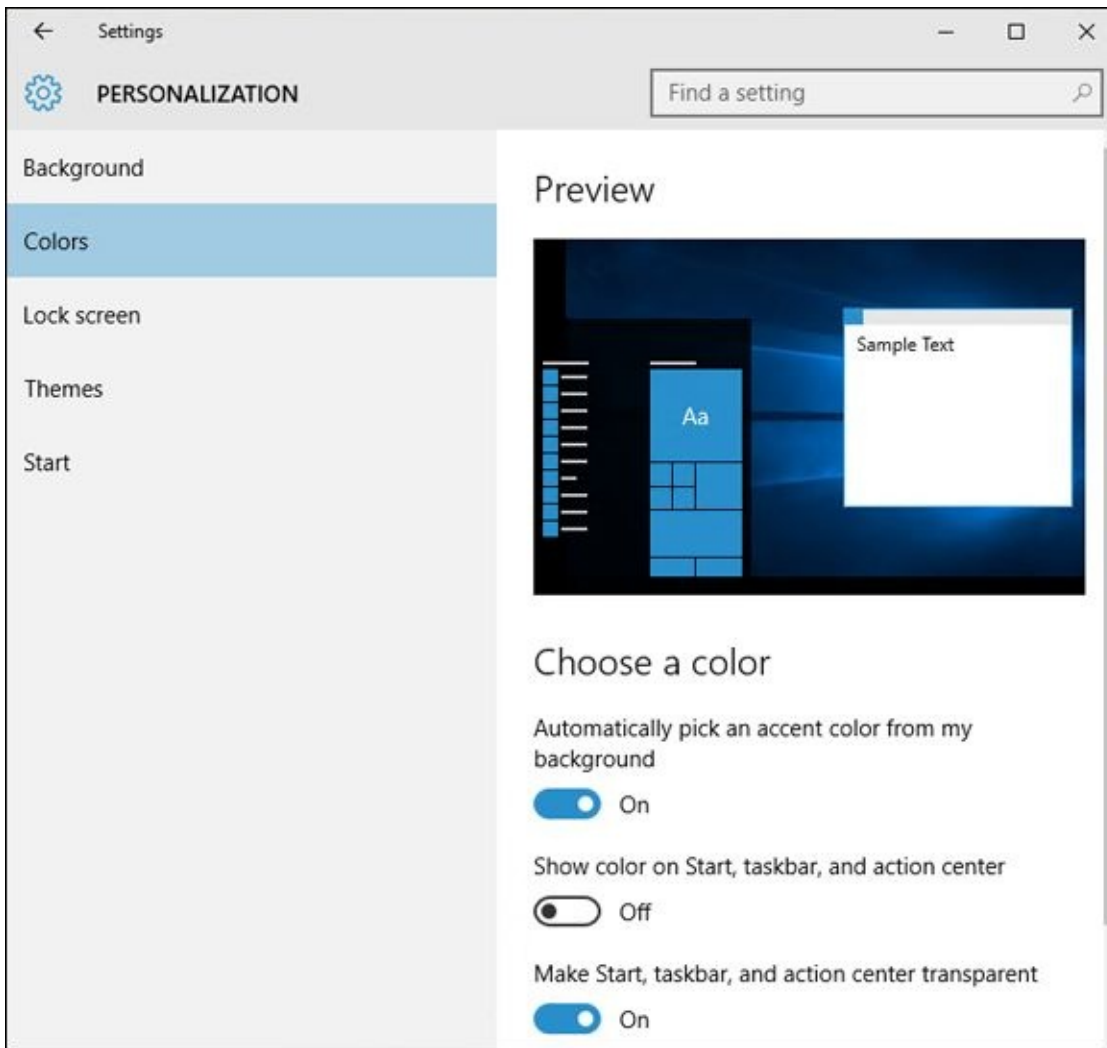 Settings
PERSONALIZATION
Find a setting
Background
Colors
Lock screen
Themes
Start
Preview
Sample Text
Aa
Choose a color
Automatically pick an accent color from my
background
On
Show color on Start, taskbar, and action center
Off
Make Start, taskbar, and action center transparent
On